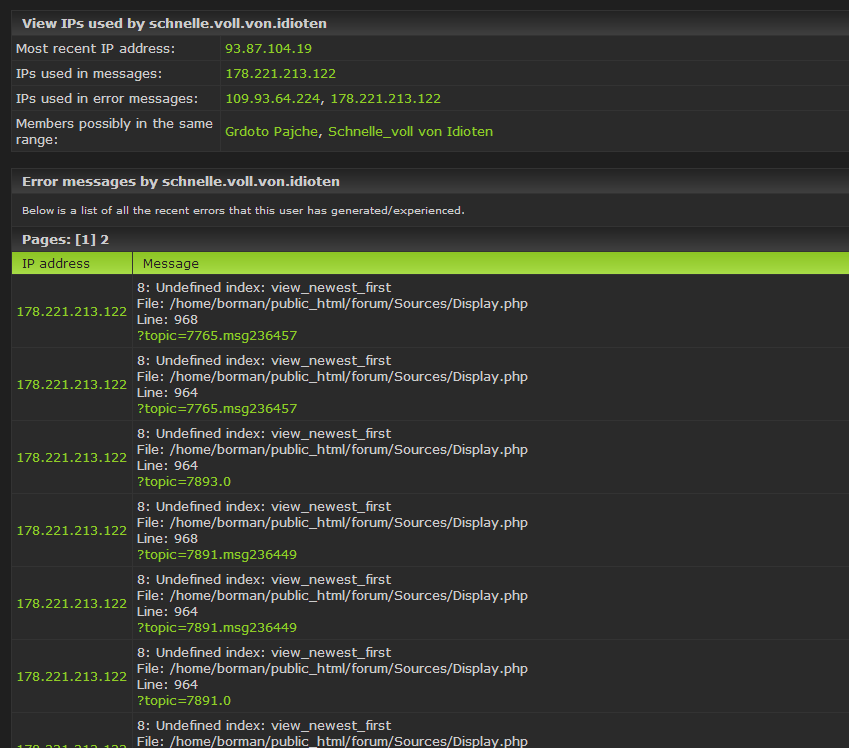 View IPs used by schnelle.voll.von.idioten
Most recent IP address: 93.87.104.19
IPs used in messages: 178.221.213.122
IPs used in error messages: 109.93.64.224, 178.221.213.122
Members possibly in the same range: Grdoto Pajche, Schnelle_voll von Idioten
Error messages by schnelle.voll.von.idioten
Below is a list of all the recent errors that this user has generated/experienced.
Pages: [1] 2
IP address Message
8: Undefined index: view_newest_first
File: /home/borman/public_html/forum/Sources/Display.php
178.221.213.122
Line: 968
?topic=7765.msg236457
8: Undefined index: view_newest_first
File: /home/borman/public_html/forum/Sources/Display.php
178.221.213.122
Line: 964
?topic=7765.msg236457
8: Undefined index: view_newest_first
File: /home/borman/public_html/forum/Sources/Display.php
178.221.213.122
Line: 964
?topic=7893.0
8: Undefined index: view_newest_first
File: /home/borman/public_html/forum/Sources/Display.php
178.221.213.122
Line: 968
?topic=7891.msg236449
8: Undefined index: view_newest_first
File: /home/borman/public_html/forum/Sources/Display.php
178.221.213.122
Line: 964
?topic=7891.msg236449
8: Undefined index: view_newest_first
File: /home/borman/public_html/forum/Sources/Display.php
178.221.213.122
Line: 964
?topic=7891.0
8: Undefined index: view_newest_first
File: /home/borman/public_html/forum/Sources/Display.php